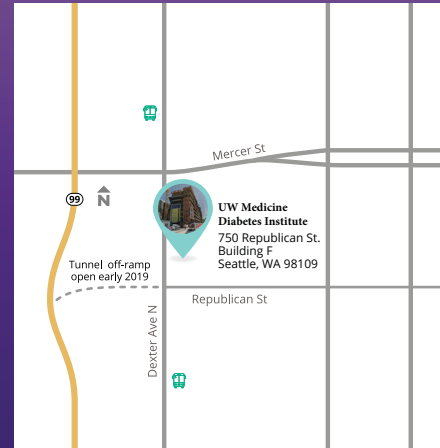 Mercer St
99
N
UW Medicine
Diabetes Institute
750 Republican St.
Building F
Seattle, WA 98109
Tunnel off-ramp
open early 2019
Republican St
Dexter Ave N